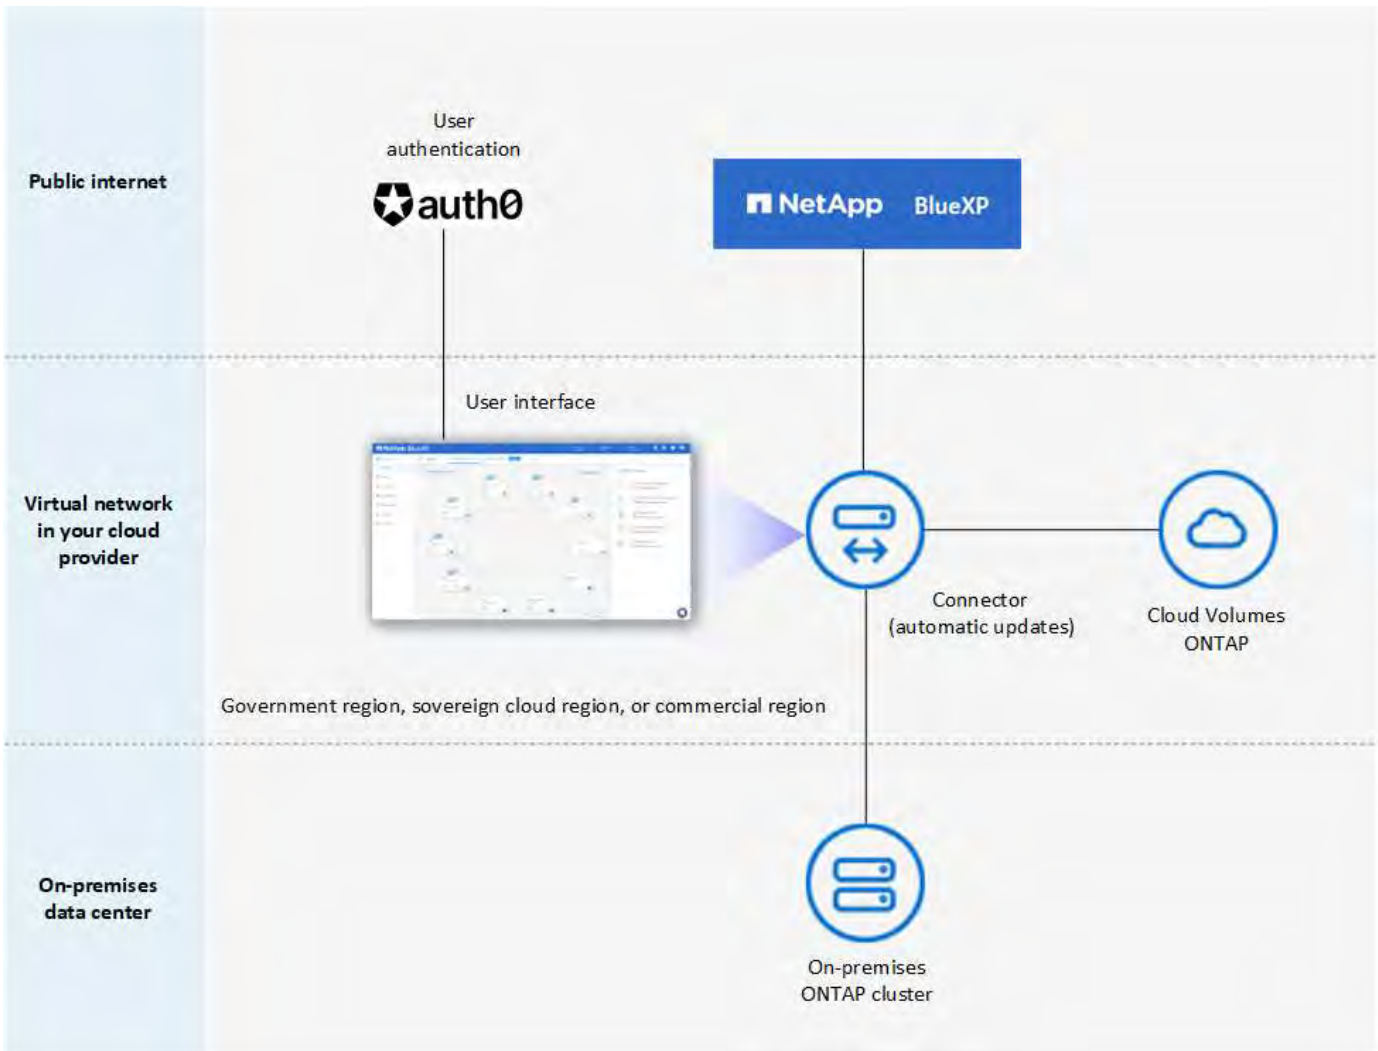 User
authentication
Public internet
auth0
NetApp BlueXP
User interface
Virtual network
in your cloud
provider
Connector
(automatic updates)
Cloud Volumes
ONTAP
Government region, sovereign cloud region, or commercial region
On-premises
data center
On-premises
ONTAP cluster